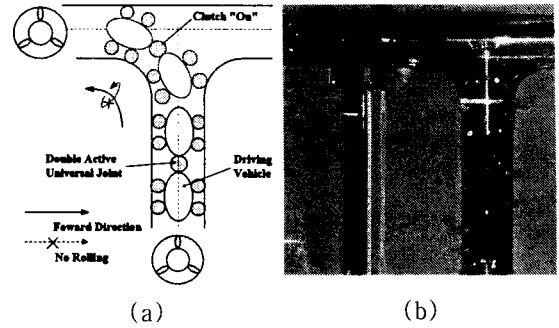 Clutch "On"
Double Active
Universal Joint
Driving
Vehicle
Foward Direction
No Rolling
(a)
(b)